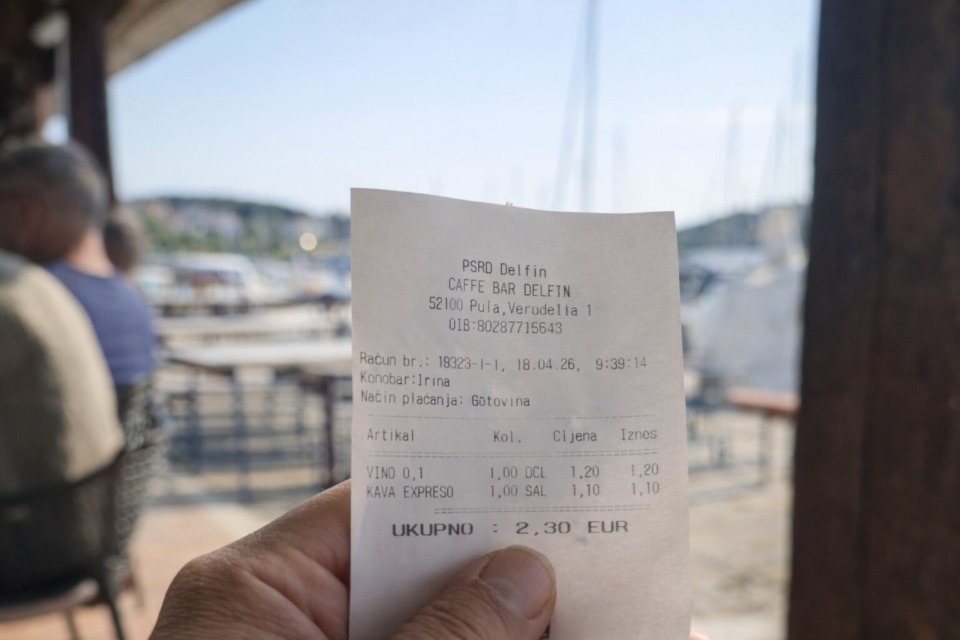 PSRD Delfin
CAFFE BAR DELFIN
52100 Pula,Verudella 1
OIB:80287715643
Račun br.: 19323-1-1, 18.04.26, 9:39:14
Konobar:Irina
Način plaćanja: Gotovina
Artikal Kol. Cijena Iznos
VINO 0,1 1,00 DCL 1,20 1,20
KAVA EXPRESO 1,00 SAL 1,10 1,10
UKUPNO : 2,30 EUR